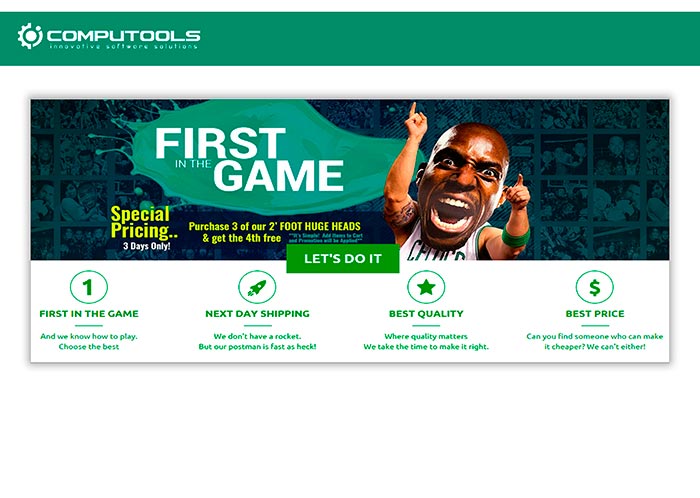 COMPUTOOLS
innovative software solutions
FIRST
IN THE
GAME
Special
Pricing..
3 Days Only!
Purchase 3 of our 2' FOOT HUGE HEADS
& get the 4th free
**It's Simple! Add Items to Cart
and Promotion will be Applied**
CELTICS
LET'S DO IT
1
$
FIRST IN THE GAME
NEXT DAY SHIPPING
BEST QUALITY
BEST PRICE
And we know how to play.
Choose the best
We don't have a rocket.
But our postman is fast as heck!
Where quality matters
We take the time to make it right.
Can you find someone who can make
it cheaper? We can't either!